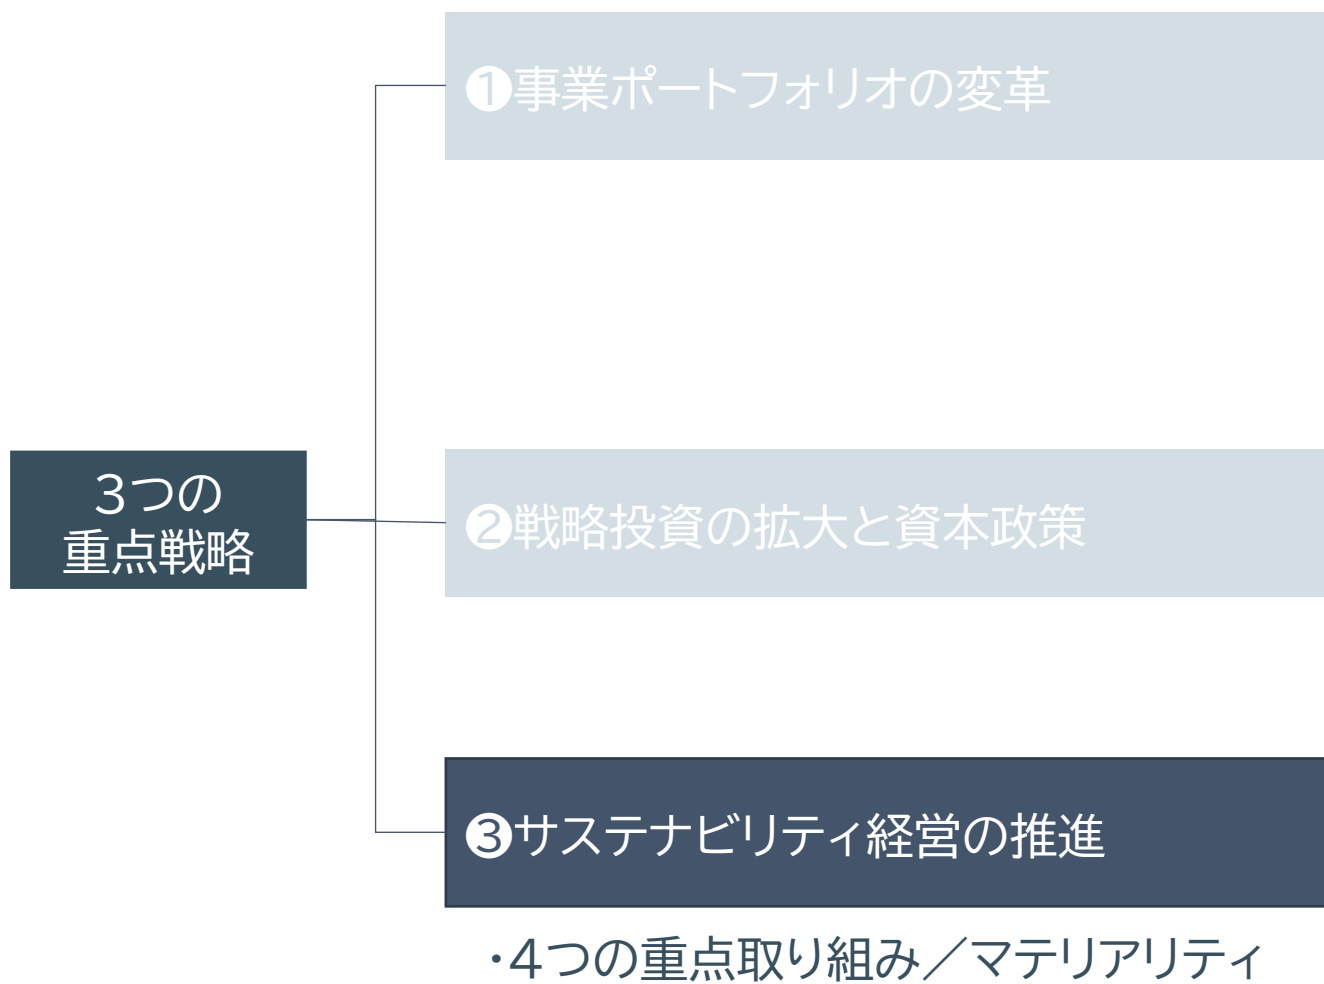 ❶事業ポートフォリオの変革
3つの
重点戦略
❷戦略投資の拡大と資本政策
❸サステナビリティ経営の推進
・4つの重点取り組み／マテリアリティ